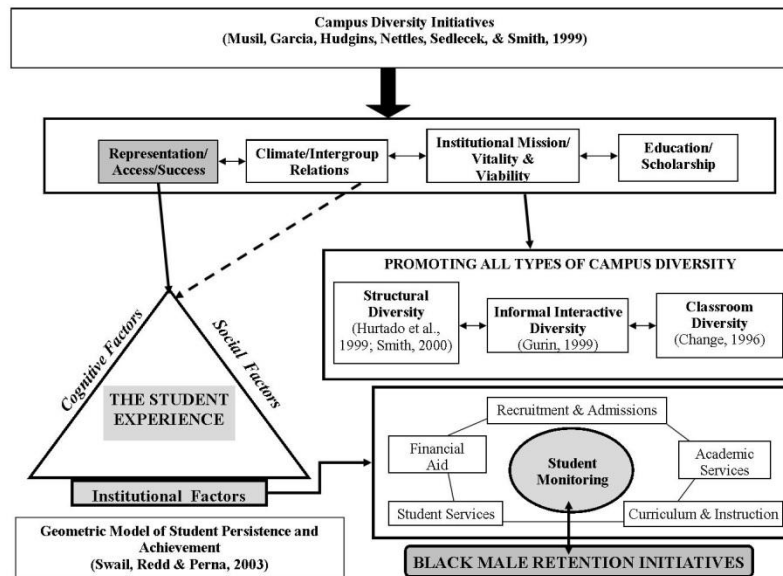 Campus Diversity Initiatives
(Musil, Garcia, Hudgins, Nettles, Sedlecek, & Smith, 1999)
Representation/
Access/Success
Climate/Intergroup
Relations
Institutional Mission/
Vitality &
Viability
Education/
Scholarship
PROMOTING ALL TYPES OF CAMPUS DIVERSITY
Structural
Diversity
(Hurtado et al.,
1999; Smith, 2000)
Informal Interactive
Diversity
(Gurin, 1999)
Classroom
Diversity
(Change, 1996)
Cognitive Factors
Social Factors
THE STUDENT
EXPERIENCE
Institutional Factors
Recruitment & Admissions
Financial
Aid
Academic
Services
Student
Monitoring
Student Services
Curriculum & Instruction
Geometric Model of Student Persistence and
Achievement
(Swail, Redd & Perna, 2003)
BLACK MALE RETENTION INITIATIVES